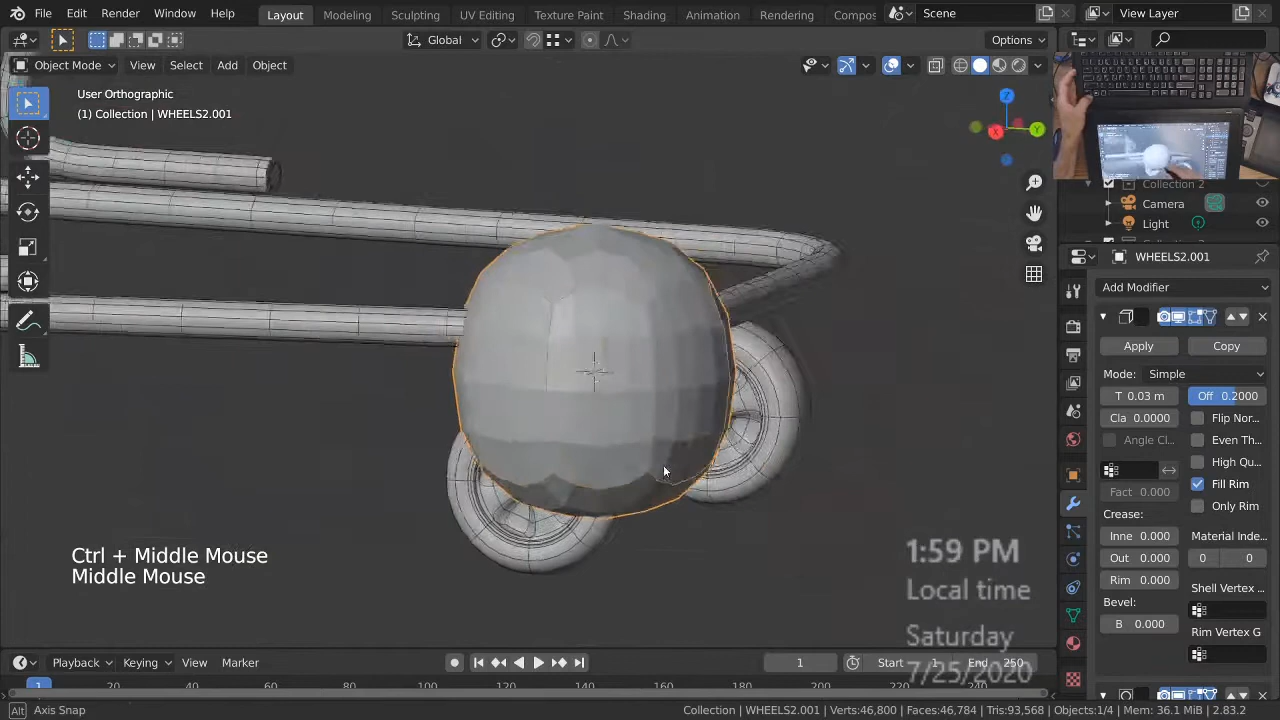 File Edit Render Window Help Layout Modeling Sculpting UV Editing Texture Paint Shading Animation Rendering Compos Scene View Layer
Global Options
Object Mode View Select Add Object
User Orthographic
(1) Collection | WHEELS2.001
Z
Y
X
Collection 2
Camera
Light
WHEELS2.001
Add Modifier
Apply Copy
Mode: Simple
T 0.03 m Off 0.2000
Cla 0.0000 Flip Nor...
Angle Cl... Even Th...
High Qu...
Fact 0.000 Fill Rim
Only Rim
Crease:
Inne 0.000 Material Inde...
Out 0.000 0 0
Rim 0.000 Shell Vertex ...
Bevel:
B 0.000 Rim Vertex G
Ctrl + Middle Mouse
Middle Mouse
1:59 PM
Local time
Saturday
7/25/2020
Playback Keying View Marker 1 Start 1 End 250
1 20 40 60 80 100 120 140 160 180 200 220 240
Alt Axis Snap Collection | WHEELS2.001 | Verts:46,800 | Faces:46,784 | Tris:93,568 | Objects:1/4 | Mem: 36.1 MiB | 2.83.2